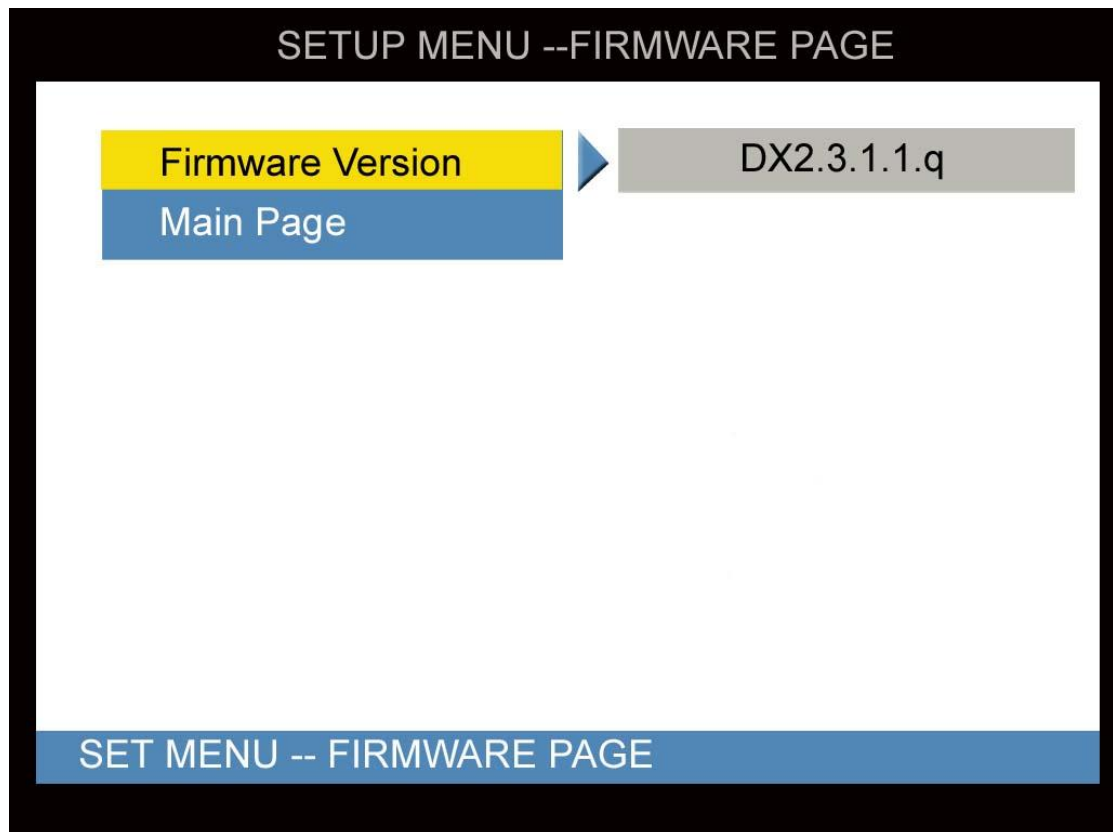 SETUP MENU --FIRMWARE PAGE
Firmware Version
DX2.3.1.1.q
Main Page
SET MENU -- FIRMWARE PAGE